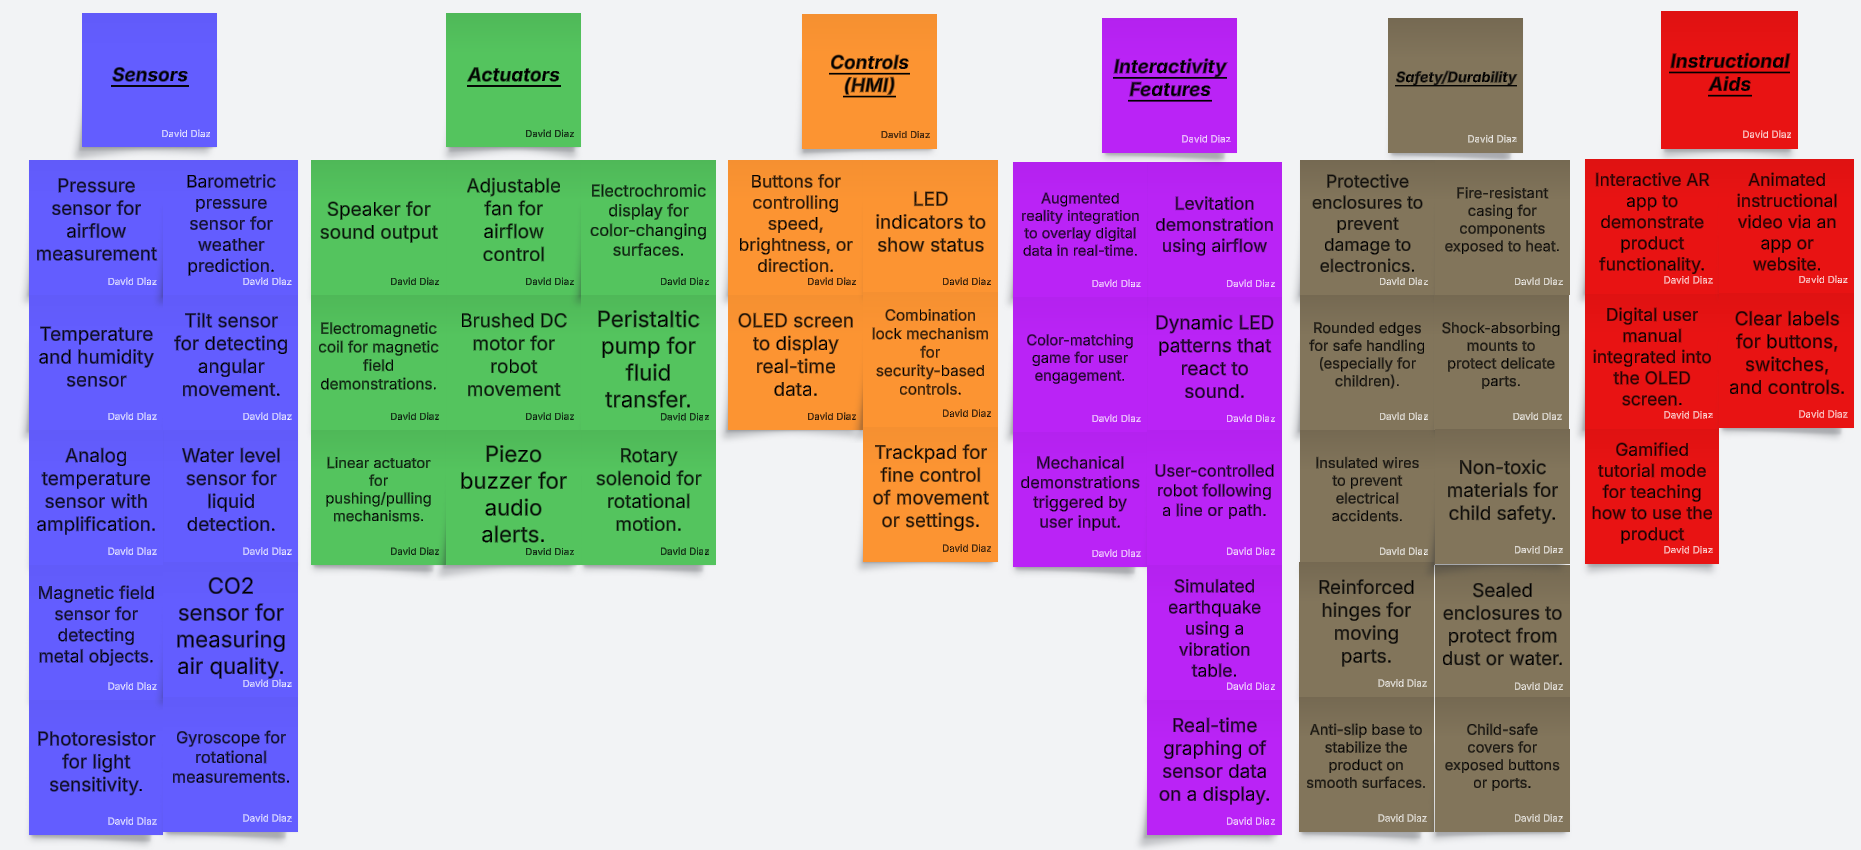 Sensors
David Diaz
Pressure
sensor for
airflow
measurement
David Diaz
Barometric
pressure
sensor for
weather
prediction.
David Diaz
Temperature
and humidity
sensor
David Diaz
Tilt sensor
for detecting
angular
movement.
David Diaz
Analog
temperature
sensor with
amplification.
David Diaz
Water level
sensor for
liquid
detection.
David Diaz
Magnetic field
sensor for
detecting
metal objects.
David Diaz
CO2
sensor for
measuring
air quality.
David Diaz
Photoresistor
for light
sensitivity.
David Diaz
Gyroscope for
rotational
measurements.
David Diaz
Actuators
David Diaz
Speaker for
sound output
David Diaz
Adjustable
fan for
airflow
control
David Diaz
Electrochromic
display for
color-changing
surfaces.
David Diaz
Electromagnetic
coil for magnetic
field
demonstrations.
David Diaz
Brushed DC
motor for
robot
movement
David Diaz
Peristaltic
pump for
fluid
transfer.
David Diaz
Linear actuator
for
pushing/pulling
mechanisms.
David Diaz
Piezo
buzzer for
audio
alerts.
David Diaz
Rotary
solenoid for
rotational
motion.
David Diaz
Controls
(HMI)
David Diaz
Buttons for
controlling
speed,
brightness, or
direction.
David Diaz
LED
indicators to
show status
David Diaz
OLED screen
to display
real-time
data.
David Diaz
Combination
lock mechanism
for
security-based
controls.
David Diaz
Trackpad for
fine control
of movement
or settings.
David Diaz
Interactivity
Features
David Diaz
Augmented
reality integration
to overlay digital
data in real-time.
David Diaz
Levitation
demonstration
using airflow
David Diaz
Color-matching
game for user
engagement.
David Diaz
Dynamic LED
patterns that
react to
sound.
David Diaz
Mechanical
demonstrations
triggered by
user input.
David Diaz
User-controlled
robot following
a line or path.
David Diaz
Simulated
earthquake
using a
vibration
table.
David Diaz
Real-time
graphing of
sensor data
on a display.
David Diaz
Safety/Durability
David Diaz
Protective
enclosures to
prevent
damage to
electronics.
David Diaz
Fire-resistant
casing for
components
exposed to heat.
David Diaz
Rounded edges
for safe handling
(especially for
children).
David Diaz
Shock-absorbing
mounts to
protect delicate
parts.
David Diaz
Insulated wires
to prevent
electrical
accidents.
David Diaz
Non-toxic
materials for
child safety.
David Diaz
Reinforced
hinges for
moving
parts.
David Diaz
Sealed
enclosures to
protect from
dust or water.
David Diaz
Anti-slip base to
stabilize the
product on
smooth surfaces.
David Diaz
Child-safe
covers for
exposed buttons
or ports.
David Diaz
Instructional
Aids
David Diaz
Interactive AR
app to
demonstrate
product
functionality.
David Diaz
Animated
instructional
video via an
app or
website.
David Diaz
Digital user
manual
integrated into
the OLED
screen.
David Diaz
Clear labels
for buttons,
switches,
and controls.
David Diaz
Gamified
tutorial mode
for teaching
how to use the
product
David Diaz